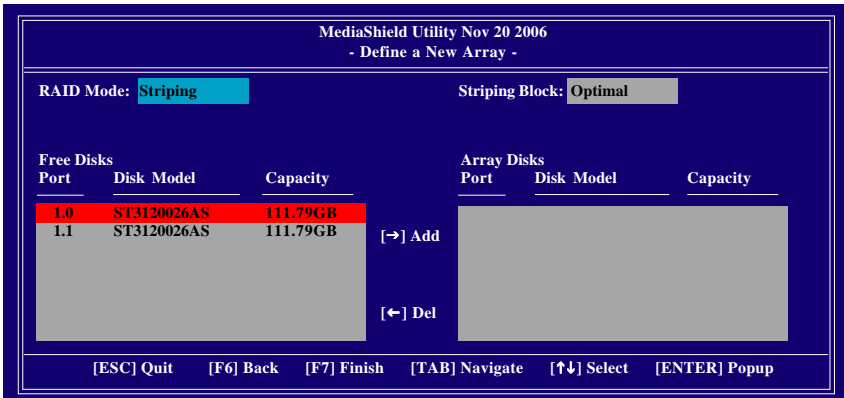 MediaShield Utility Nov 20 2006
- Define a New Array -
RAID Mode: Striping Striping Block: Optimal
Free Disks Array Disks
Port Disk Model Capacity Port Disk Model Capacity
1.0 ST3120026AS 111.79GB
1.1 ST3120026AS 111.79GB
[→] Add
[←] Del
[ESC] Quit [F6] Back [F7] Finish [TAB] Navigate [↑↓] Select [ENTER] Popup